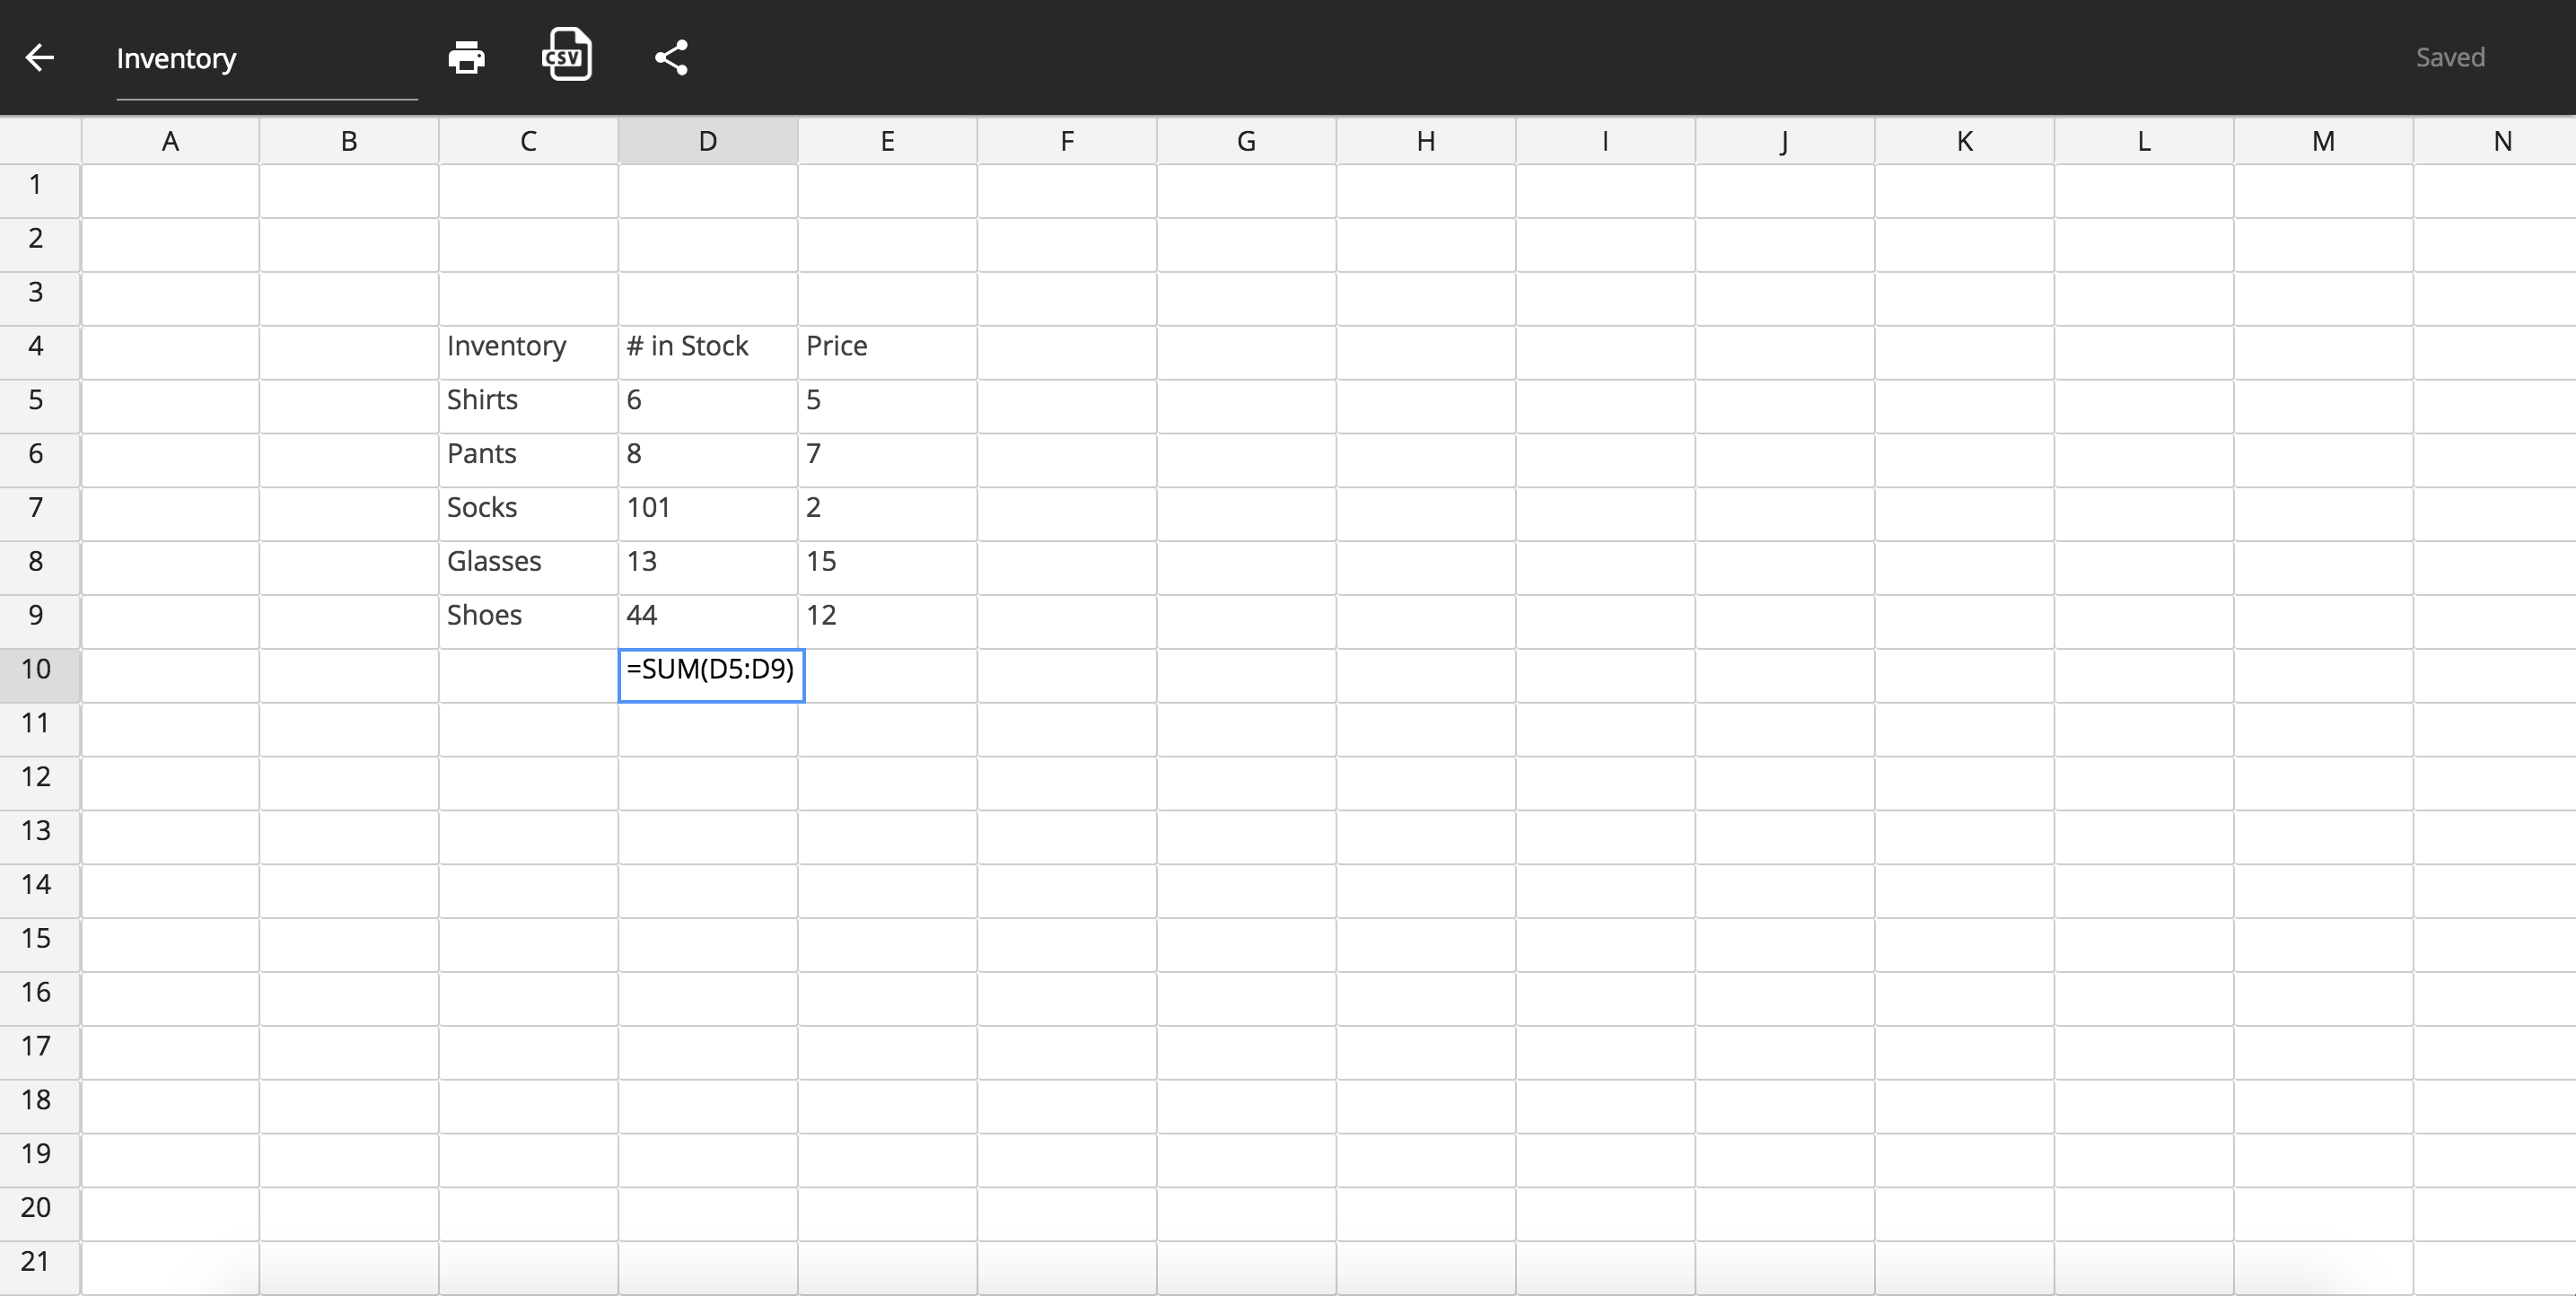 Inventory CSV Saved
A B C D E F G H I J K L M N
1
2
3
4 Inventory # in Stock Price
5 Shirts 6 5
6 Pants 8 7
7 Socks 101 2
8 Glasses 13 15
9 Shoes 44 12
10 =SUM(D5:D9)
11
12
13
14
15
16
17
18
19
20
21